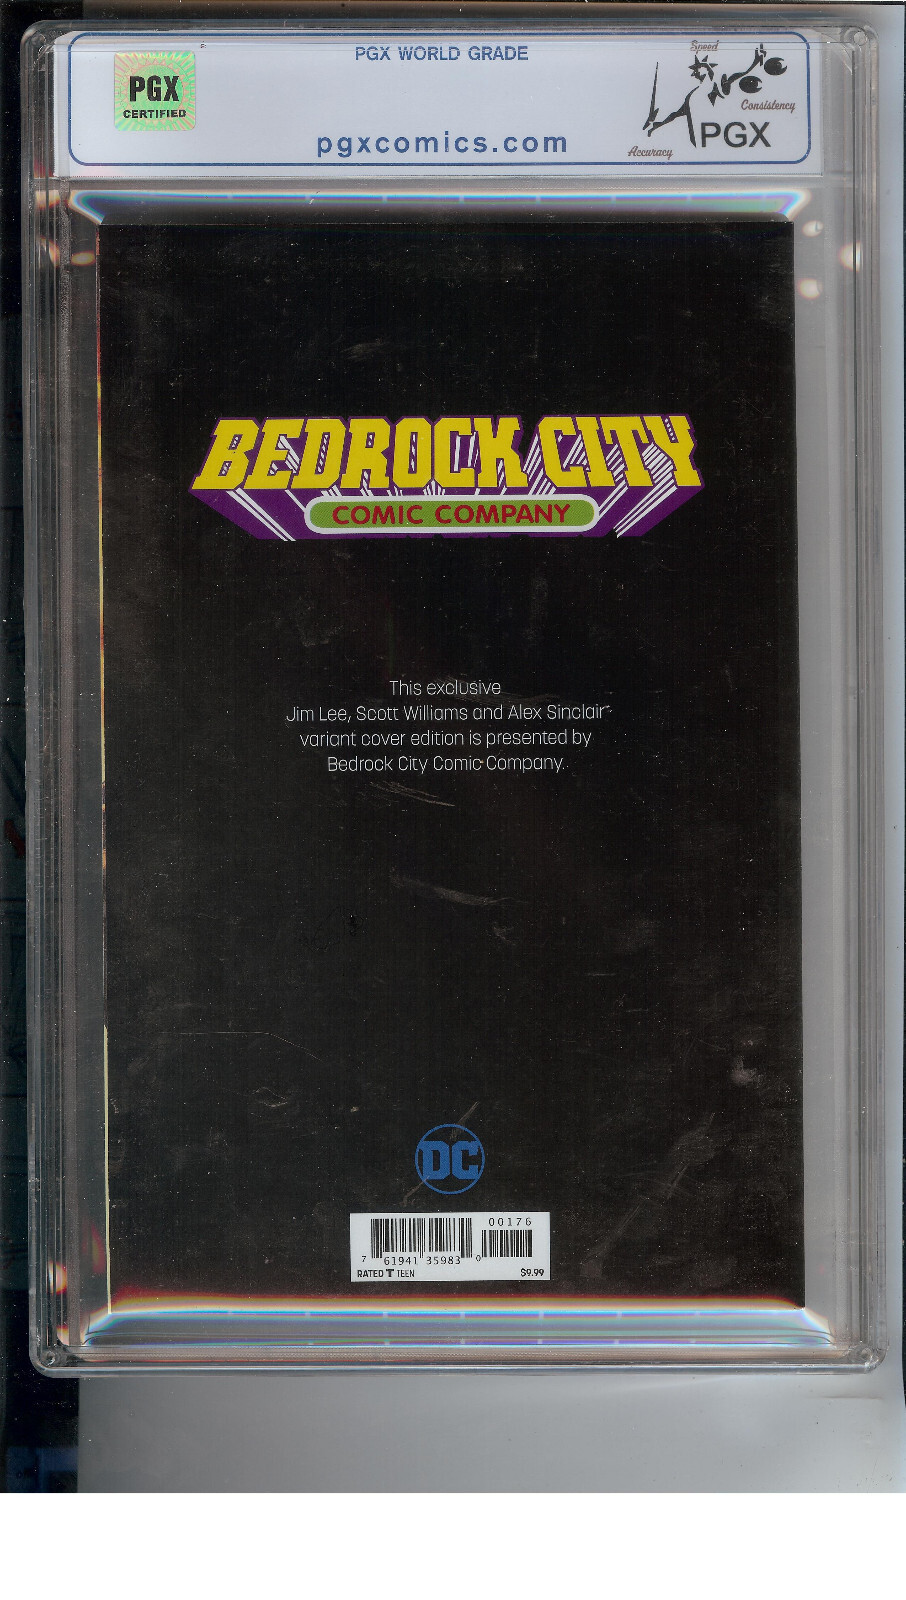 PGX WORLD GRADE
PGX
CERTIFIED
pgxcomics.com
Speed
Consistency
Accuracy
PGX
BEDROCK CITY
COMIC COMPANY
This exclusive
Jim Lee, Scott Williams and Alex Sinclair
variant cover edition is presented by
Bedrock City Comic Company.
DC
00176
7 61941 35983 0
RATED T TEEN $9.99